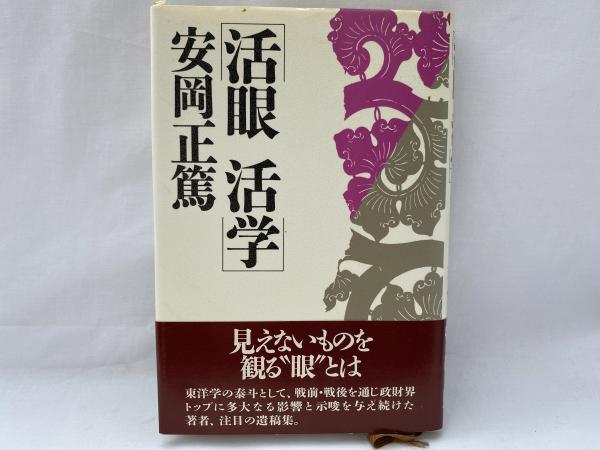 「活眼 活学」
安岡正篤
見えないものを
観る〝眼〟とは
東洋学の泰斗として、戦前・戦後を通じ政財界
トップに多大なる影響と示唆を与え続けた
著者、注目の遺稿集。